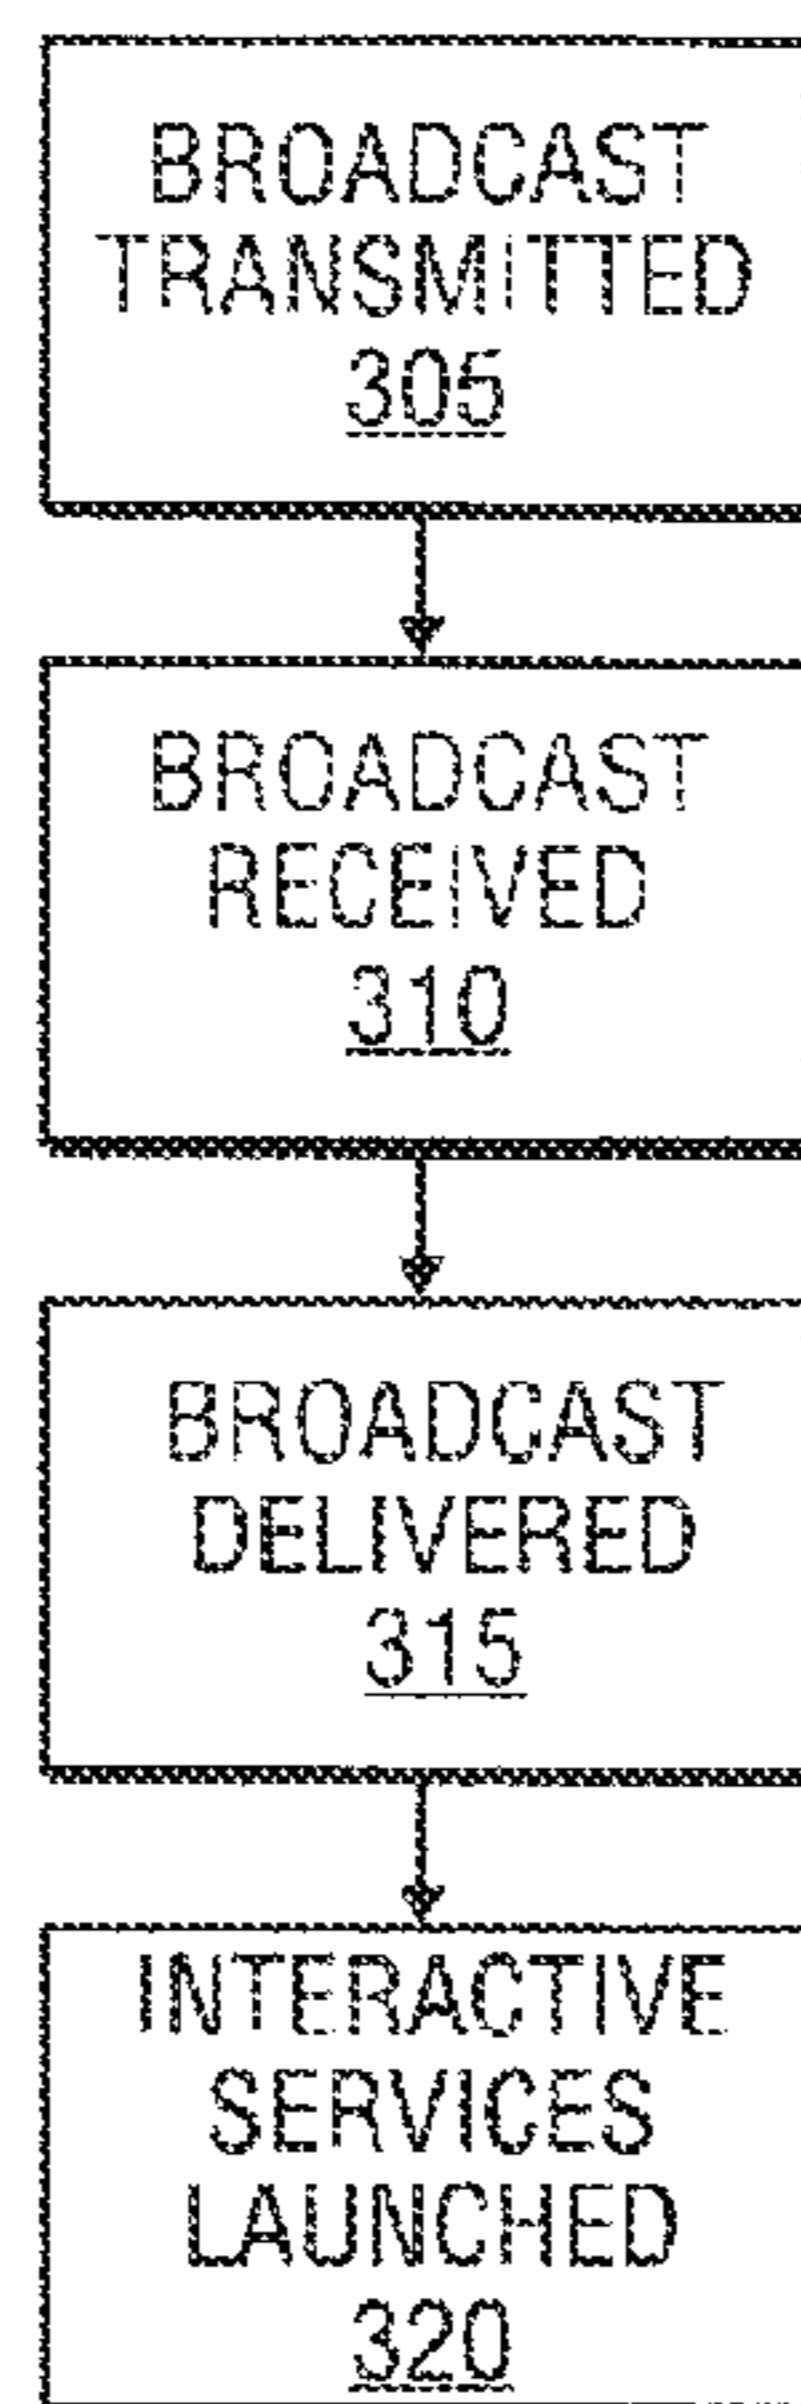 BROADCAST
TRANSMITTED
305
BROADCAST
RECEIVED
310
BROADCAST
DELIVERED
315
INTERACTIVE
SERVICES
LAUNCHED
320